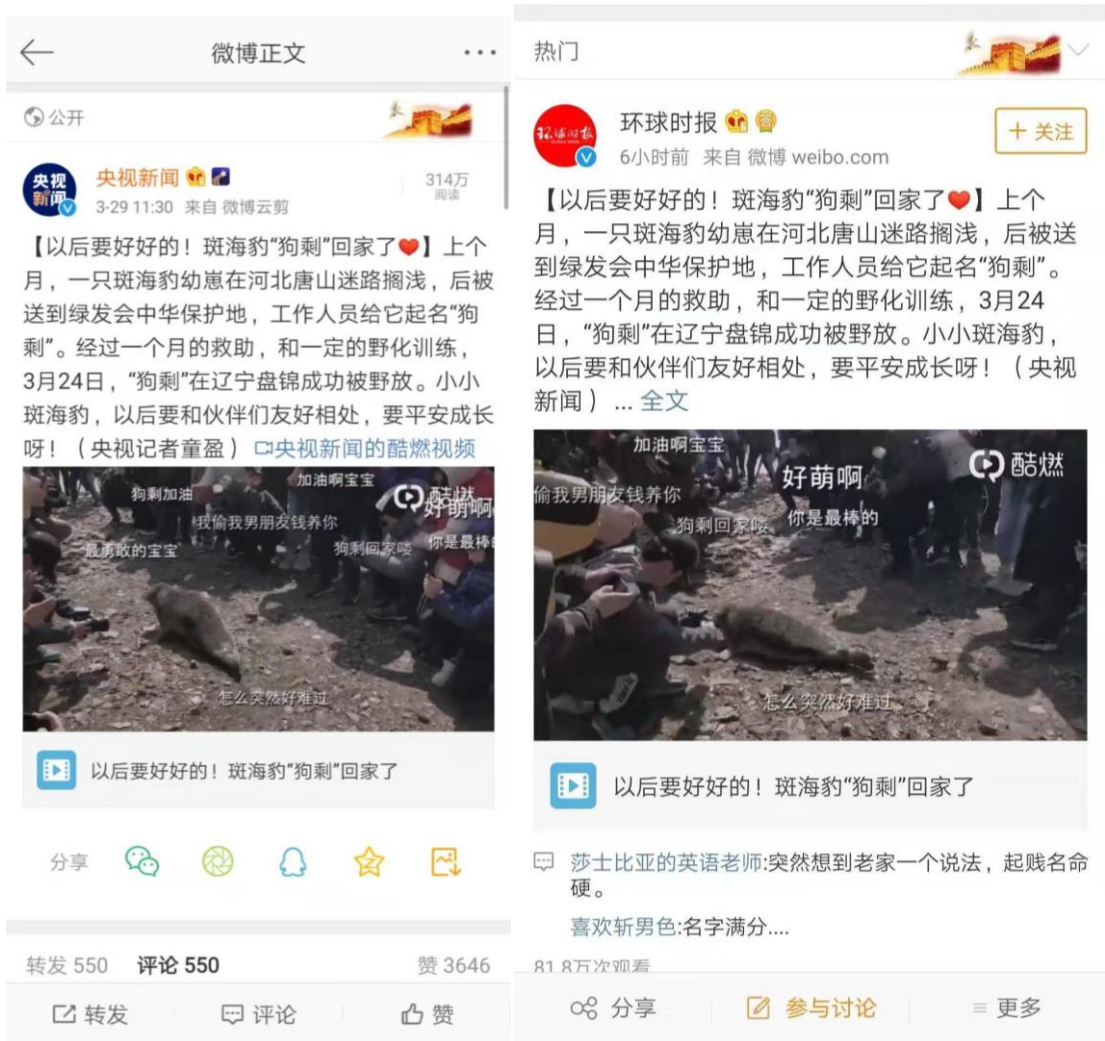 微博正文
公开
央视新闻
3-29 11:30 来自 微博云剪
314万
阅读
【以后要好好的！斑海豹“狗剩”回家了❤】上个
月，一只斑海豹幼崽在河北唐山迷路搁浅，后被
送到绿发会中华保护地，工作人员给它起名“狗
剩”。经过一个月的救助，和一定的野化训练，
3月24日，“狗剩”在辽宁盘锦成功被野放。小小
斑海豹，以后要和伙伴们友好相处，要平安成长
呀！（央视记者童盈）央视新闻的酷燃视频
狗剩加油
加油啊宝宝
酷燃
好萌啊
我偷我男朋友钱养你
最勇敢的宝宝
狗剩回家喽
你是最棒
怎么突然好难过
以后要好好的！斑海豹“狗剩”回家了
分享
转发 550 评论 550 赞 3646
转发 评论 赞
热门
环球时报
环球时报
6小时前 来自 微博 weibo.com
＋ 关注
【以后要好好的！斑海豹“狗剩”回家了❤】上个
月，一只斑海豹幼崽在河北唐山迷路搁浅，后被送
到绿发会中华保护地，工作人员给它起名“狗剩”。
经过一个月的救助，和一定的野化训练，3月24
日，“狗剩”在辽宁盘锦成功被野放。小小斑海豹，
以后要和伙伴们友好相处，要平安成长呀！（央视
新闻）... 全文
加油啊宝宝
好萌啊
酷燃
偷我男朋友钱养你
狗剩回家喽
你是最棒的
怎么突然好难过
以后要好好的！斑海豹“狗剩”回家了
莎士比亚的英语老师:突然想到老家一个说法，起贱名命
硬。
喜欢斩男色:名字满分....
81.8万次观看
分享 参与讨论 更多